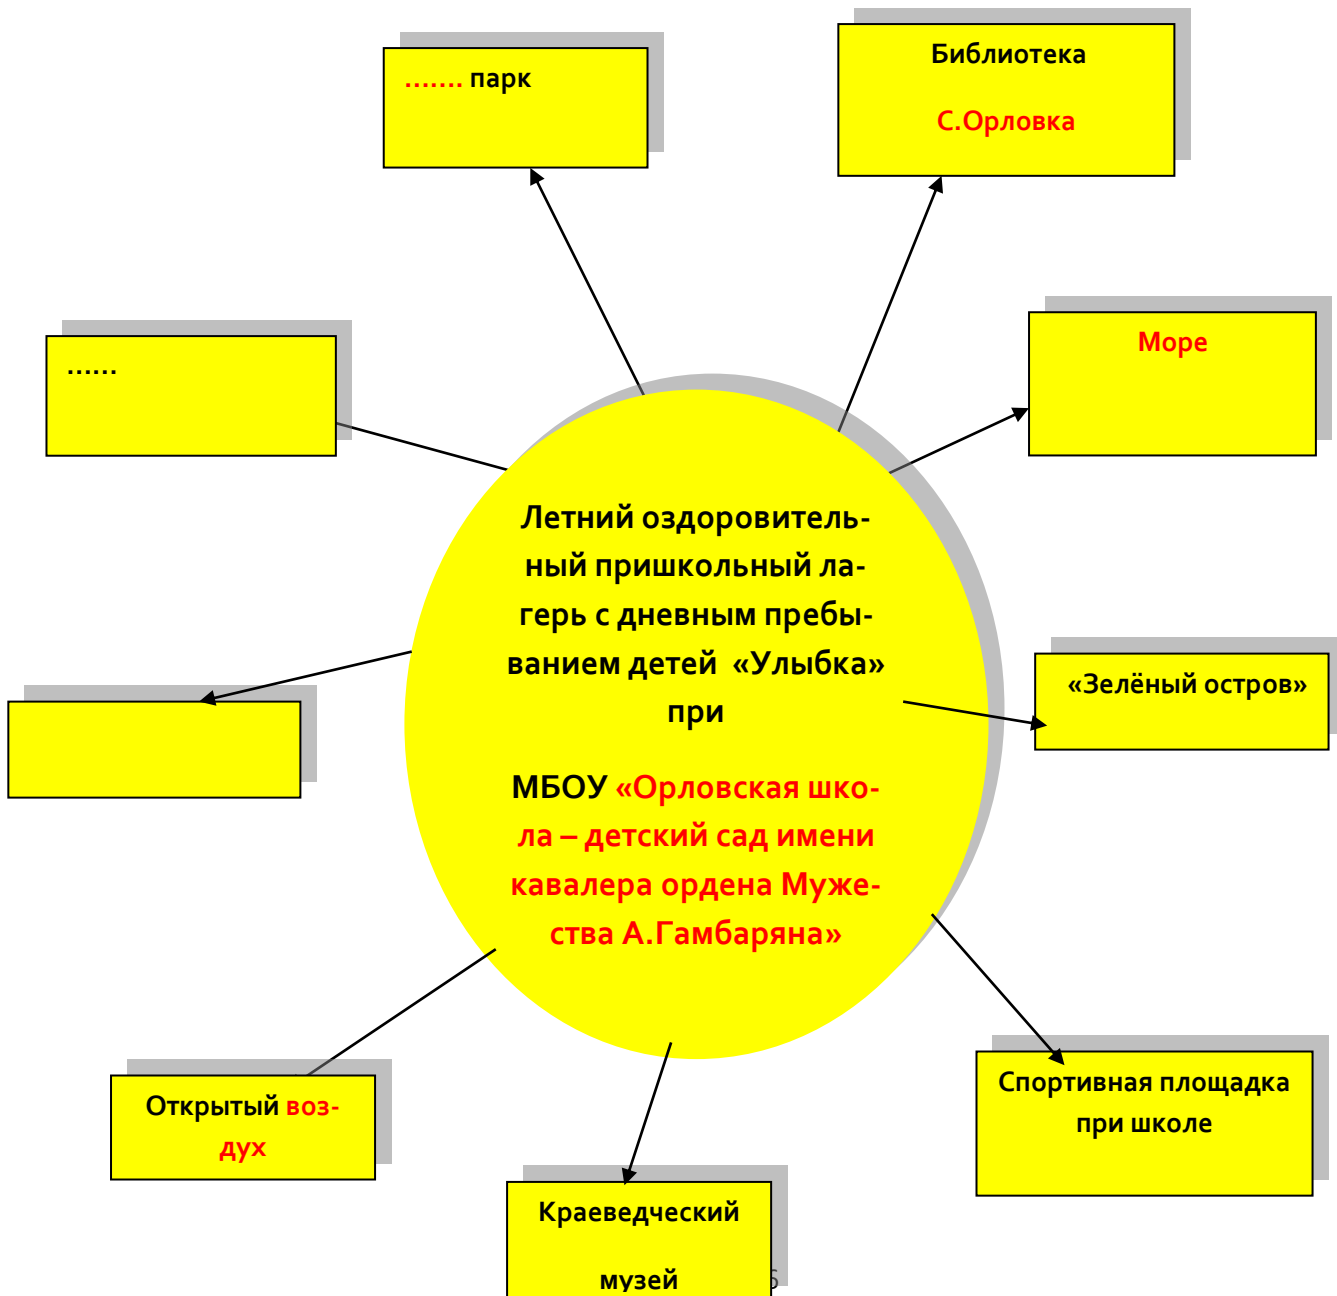 ....... парк
Библиотека
С.Орловка
Море
......
Летний оздоровитель-
ный пришкольный ла-
герь с дневным пребы-
ванием детей «Улыбка»
при
МБОУ «Орловская шко-
ла – детский сад имени
кавалера ордена Муже-
ства А.Гамбаряна»
«Зелёный остров»
Открытый воз-
дух
Спортивная площадка
при школе
Краеведческий
музей